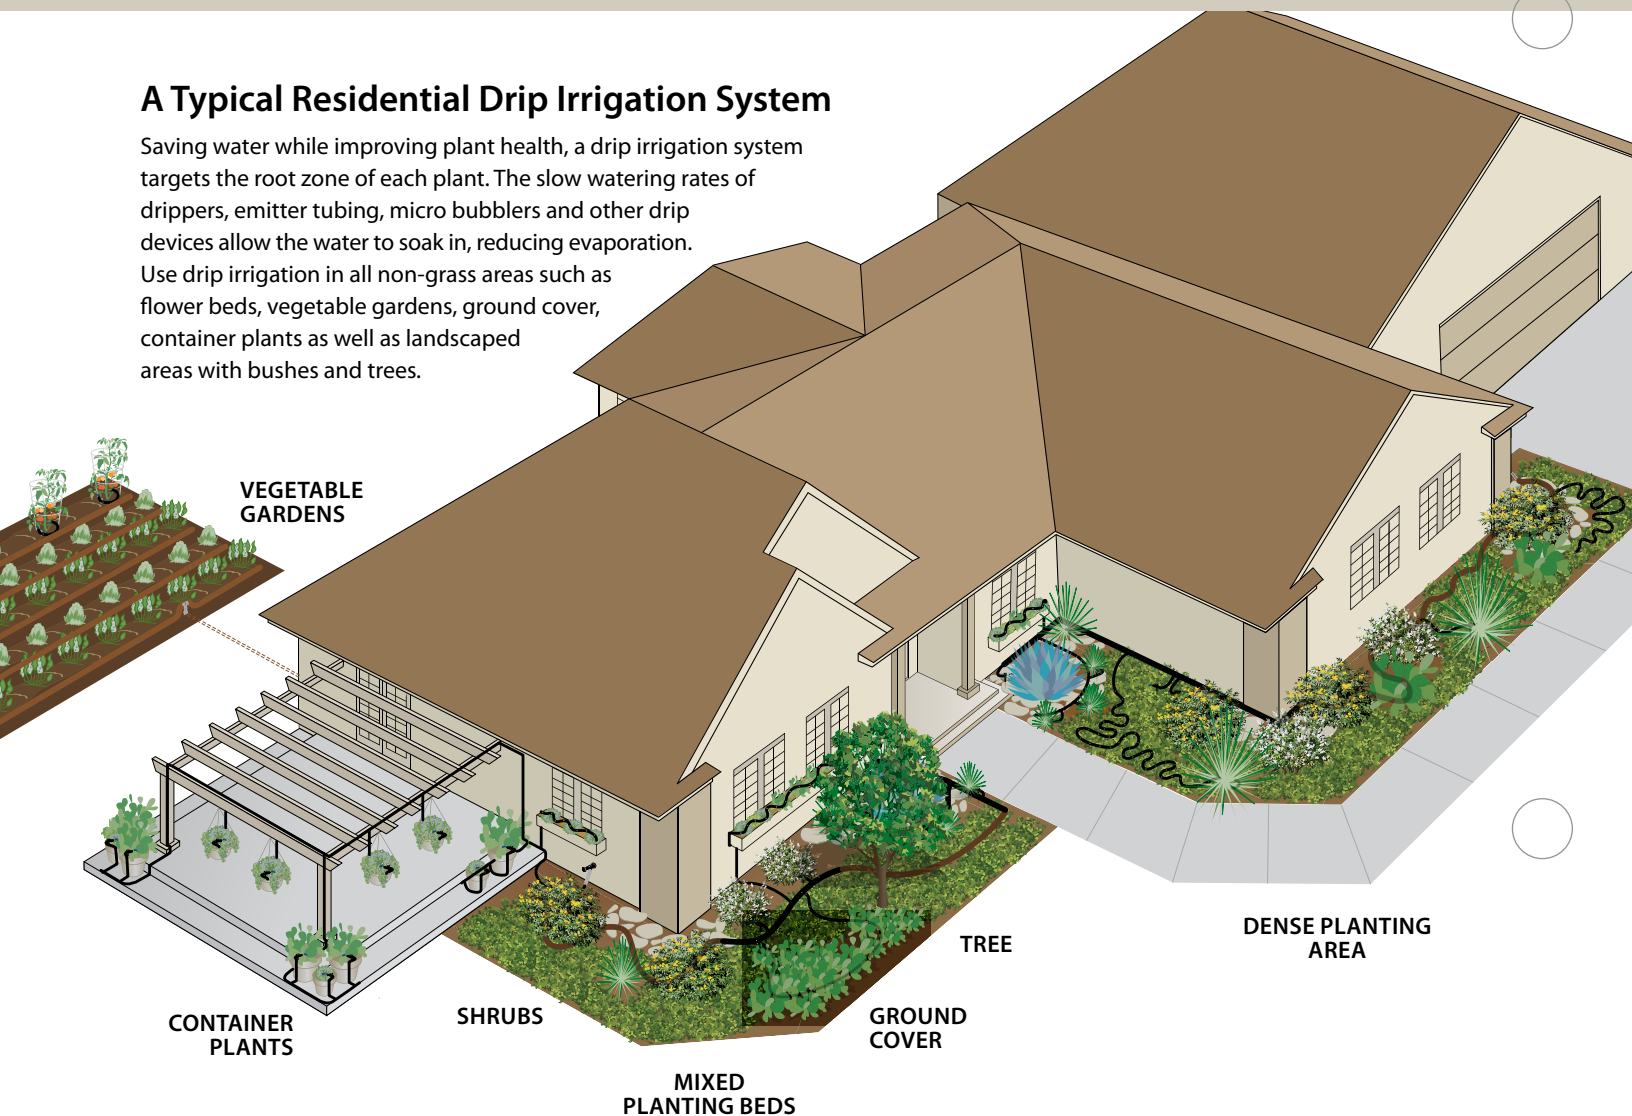 A Typical Residential Drip Irrigation System
Saving water while improving plant health, a drip irrigation system
targets the root zone of each plant. The slow watering rates of
drippers, emitter tubing, micro bubblers and other drip
devices allow the water to soak in, reducing evaporation.
Use drip irrigation in all non-grass areas such as
flower beds, vegetable gardens, ground cover,
container plants as well as landscaped
areas with bushes and trees.
VEGETABLE
GARDENS
CONTAINER
PLANTS
SHRUBS
MIXED
PLANTING BEDS
GROUND
COVER
TREE
DENSE PLANTING
AREA